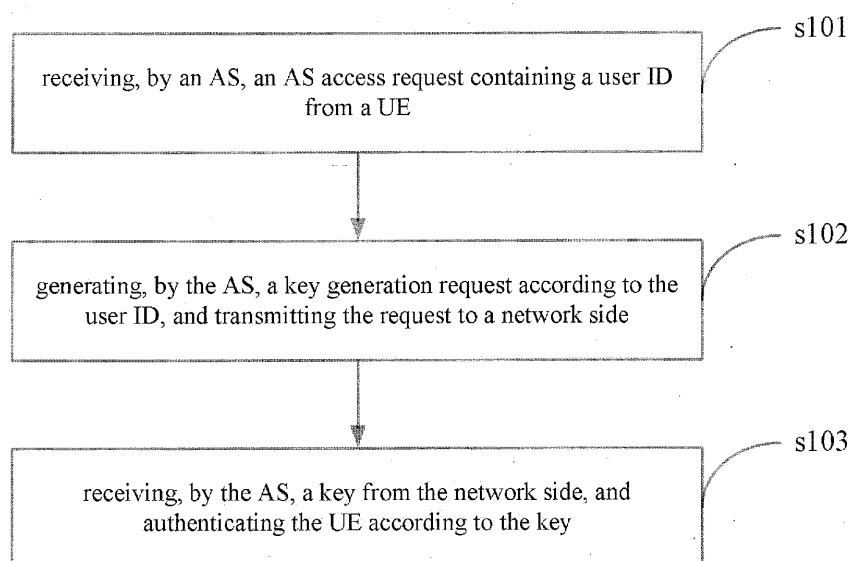 s101
receiving, by an AS, an AS access request containing a user ID
from a UE
s102
generating, by the AS, a key generation request according to the
user ID, and transmitting the request to a network side
s103
receiving, by the AS, a key from the network side, and
authenticating the UE according to the key